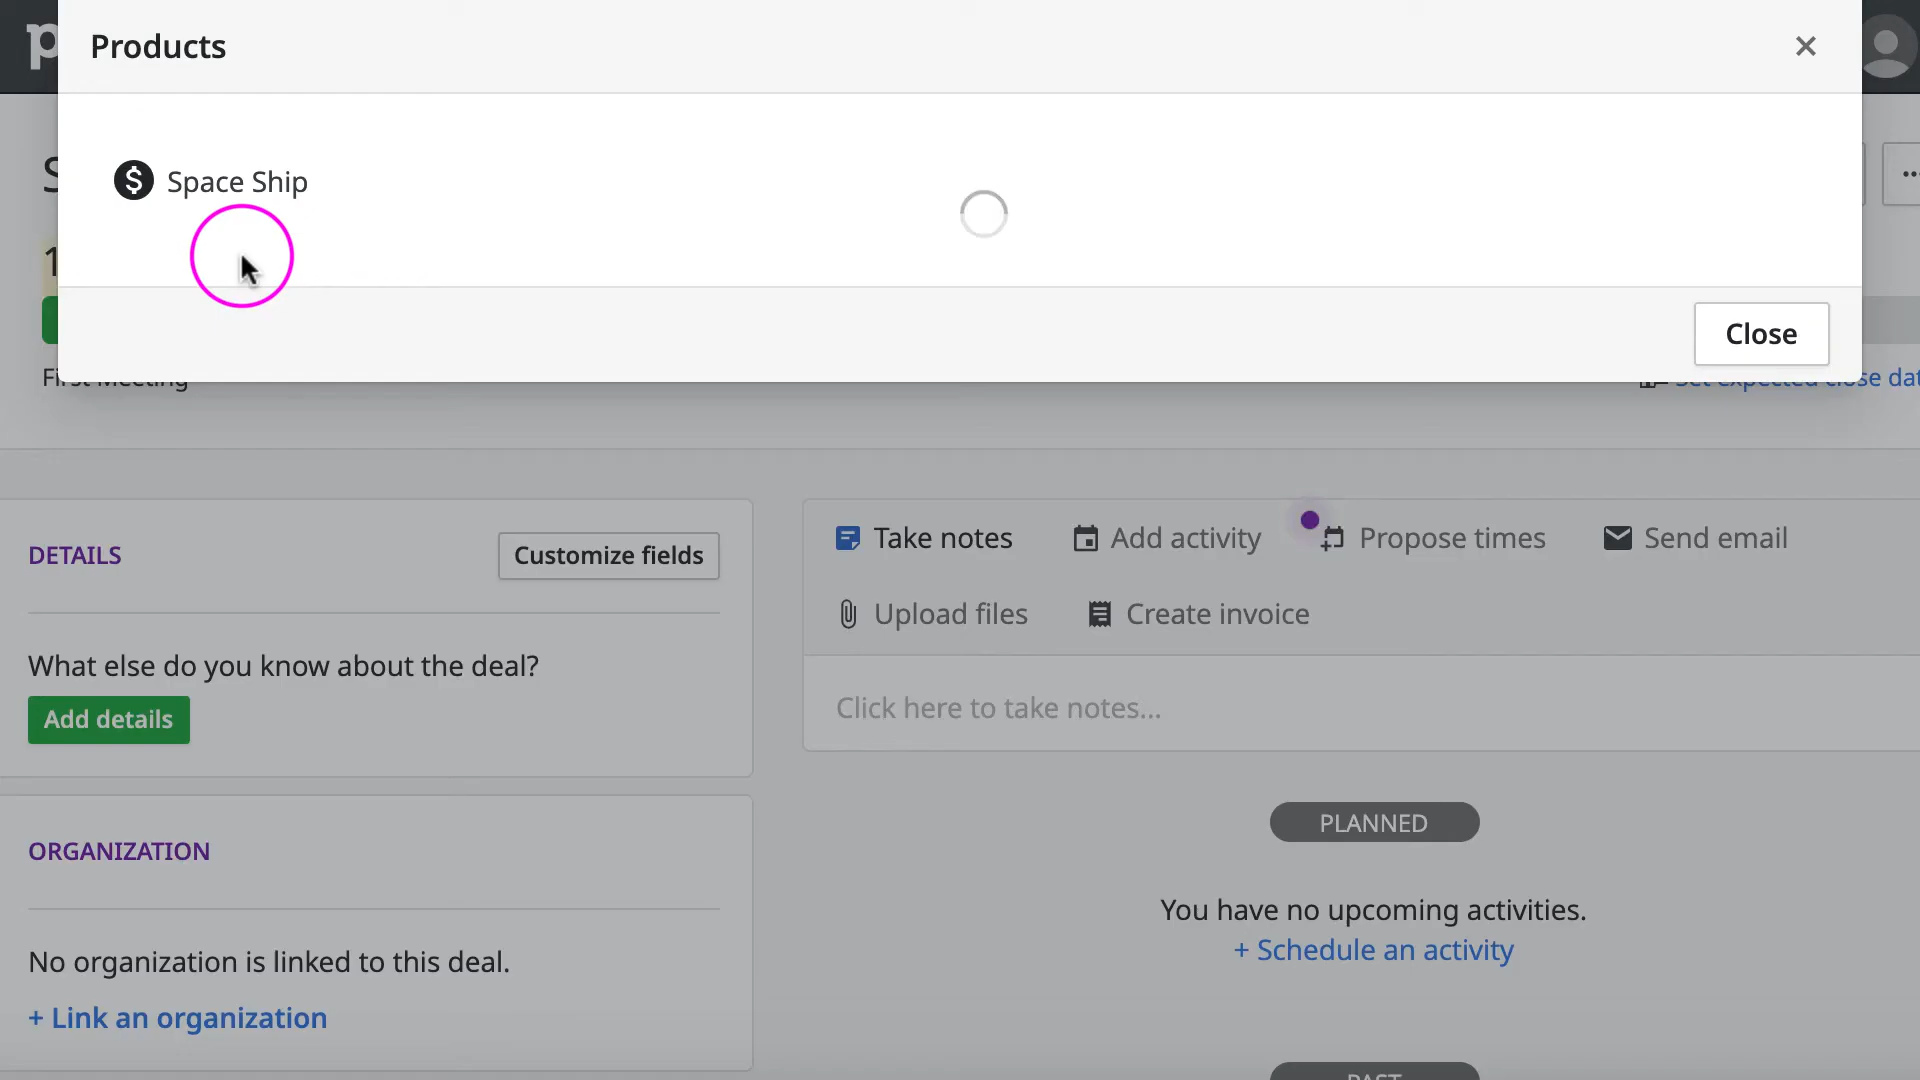 Products
$ Space Ship
Close
DETAILS
Customize fields
Take notes
Add activity
Propose times
Send email
Upload files
Create invoice
What else do you know about the deal?
Add details
Click here to take notes...
PLANNED
ORGANIZATION
You have no upcoming activities.
+ Schedule an activity
No organization is linked to this deal.
+ Link an organization